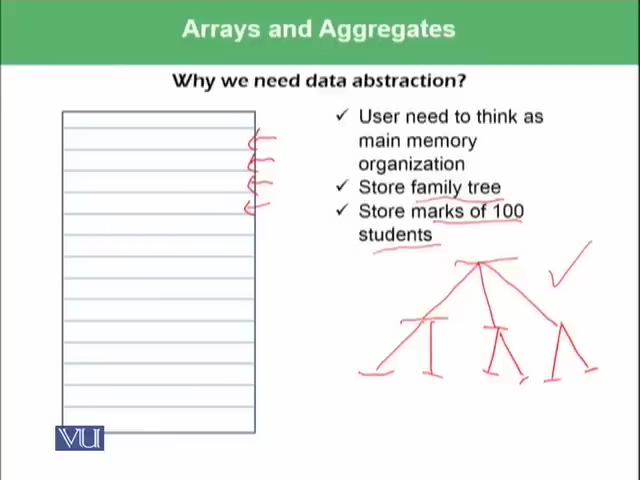 Arrays and Aggregates
Why we need data abstraction?
✓ User need to think as
main memory
organization
✓ Store family tree
✓ Store marks of 100
students
VU